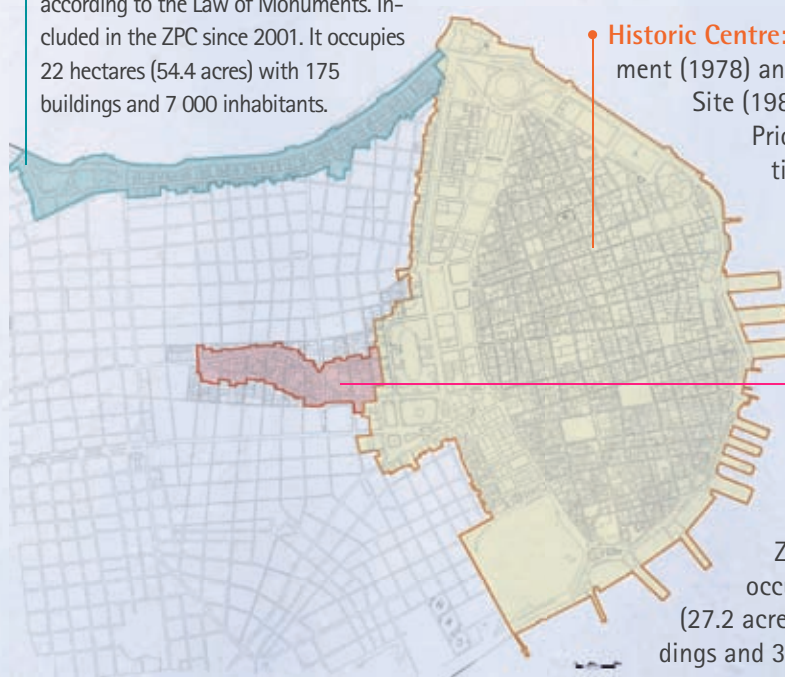 according to the Law of Monuments. In-
cluded in the ZPC since 2001. It occupies
22 hectares (54.4 acres) with 175
buildings and 7 000 inhabitants.
Historic Centre:
ment (1978) an
Site (198
Pric
ti
Z
occu
(27.2 acre
dings and 3